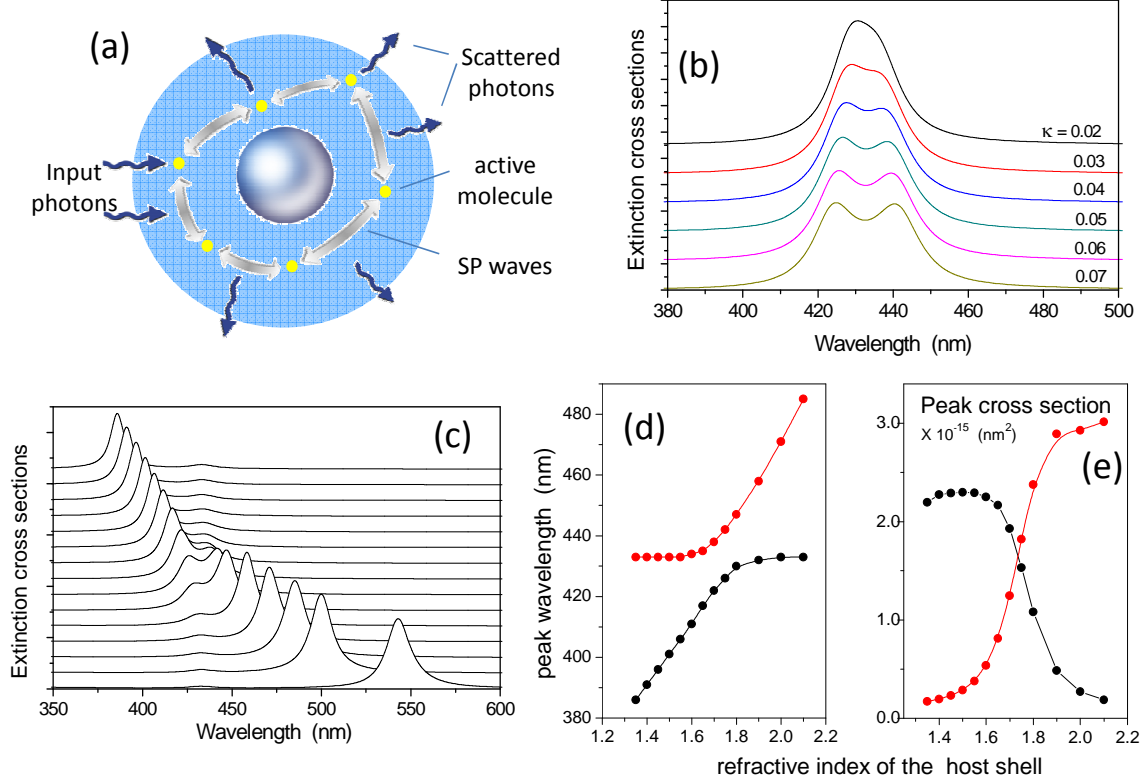 (a)
Scattered
photons
Input
photons
active
molecule
SP waves
(b)
Extinction cross sections
κ = 0.02
0.03
0.04
0.05
0.06
0.07
380 400 420 440 460 480 500
Wavelength (nm)
(c)
Extinction cross sections
350 400 450 500 550 600
Wavelength (nm)
(d)
peak wavelength (nm)
480
460
440
420
400
380
1.2 1.4 1.6 1.8 2.0 2.2
Peak cross section
X 10⁻¹⁵ (nm²)
(e)
3.0
2.0
1.0
0.0
1.4 1.6 1.8 2.0 2.2
refractive index of the host shell